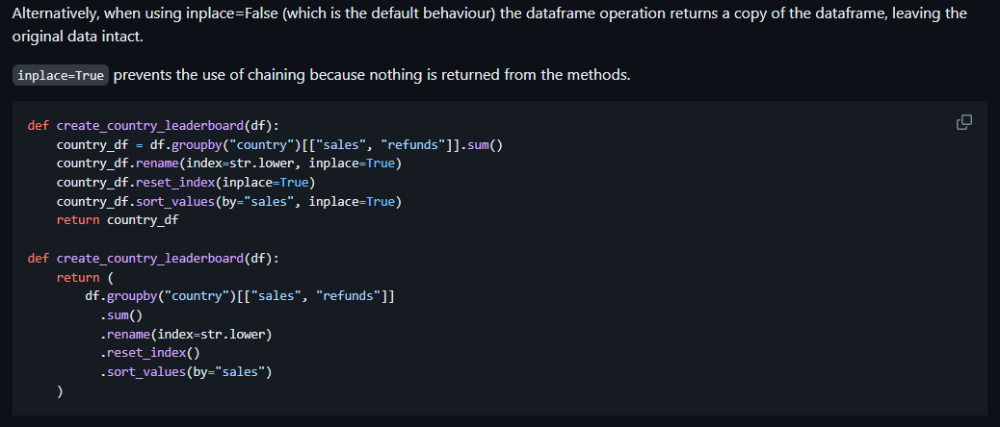 Alternatively, when using inplace=False (which is the default behaviour) the dataframe operation returns a copy of the dataframe, leaving the
original data intact.
inplace=True prevents the use of chaining because nothing is returned from the methods.
def create_country_leaderboard(df):
    country_df = df.groupby("country")[["sales", "refunds"]].sum()
    country_df.rename(index=str.lower, inplace=True)
    country_df.reset_index(inplace=True)
    country_df.sort_values(by="sales", inplace=True)
    return country_df
def create_country_leaderboard(df):
    return (
        df.groupby("country")[["sales", "refunds"]]
          .sum()
          .rename(index=str.lower)
          .reset_index()
          .sort_values(by="sales")
    )